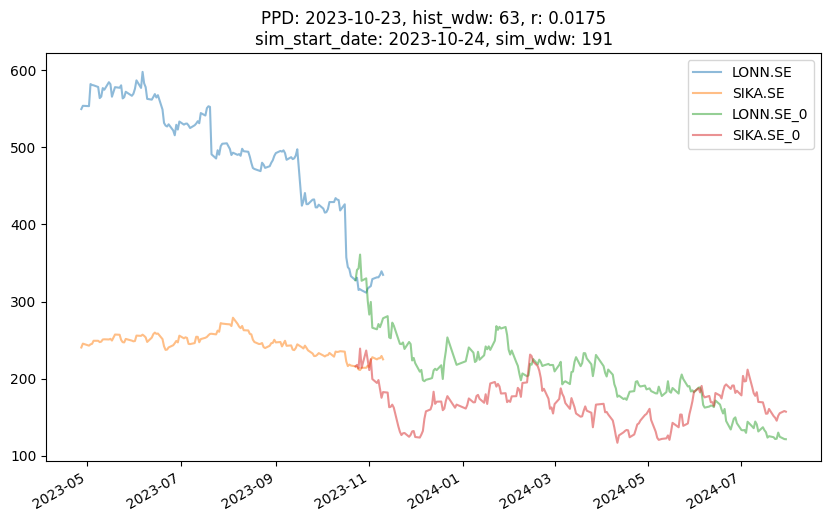 PPD: 2023-10-23, hist_wdw: 63, r: 0.0175
sim_start_date: 2023-10-24, sim_wdw: 191
LONN.SE
SIKA.SE
LONN.SE_0
SIKA.SE_0
600
500
400
300
200
100
2023-05
2023-07
2023-09
2023-11
2024-01
2024-03
2024-05
2024-07